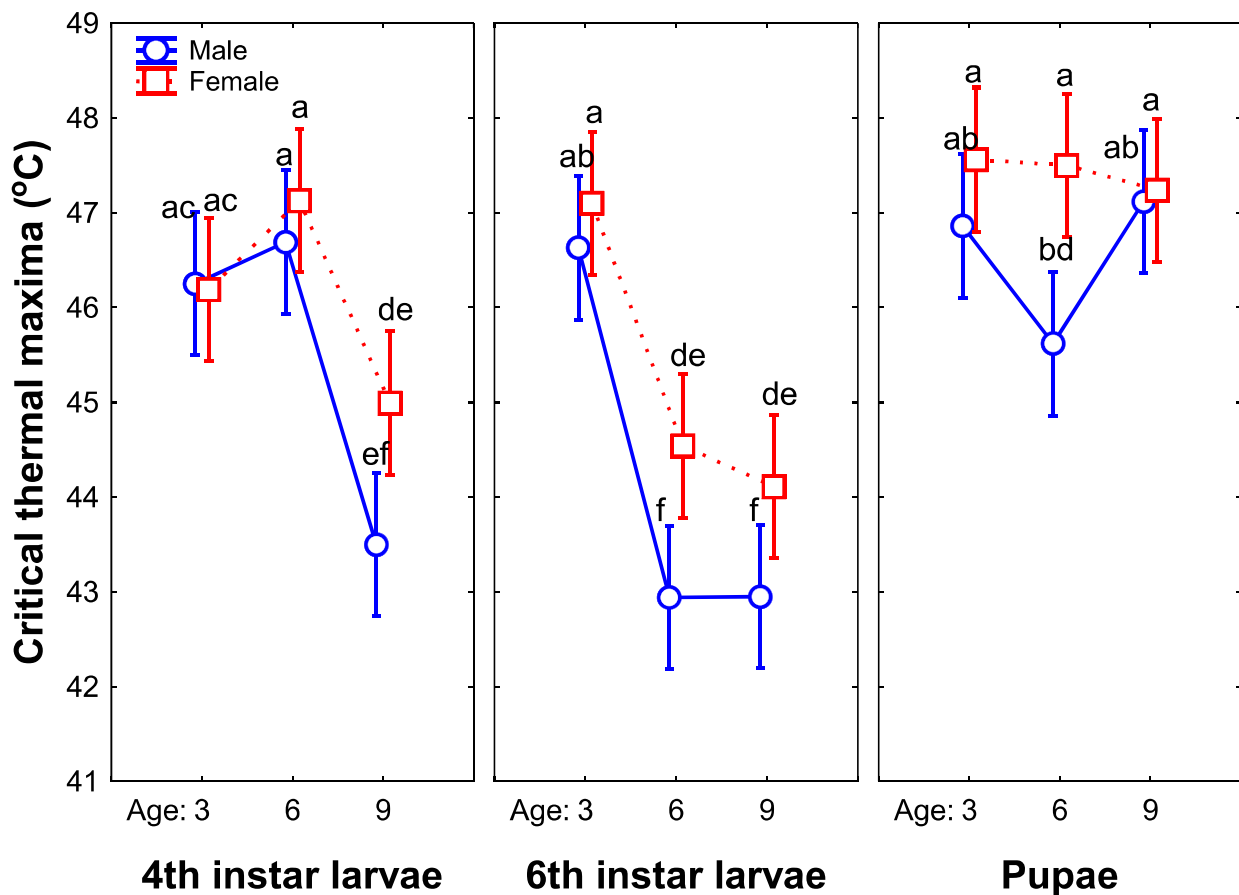 Critical thermal maxima (ºC)
49
48
47
46
45
44
43
42
41
Male
Female
ac ac
a
a
de
ef
ab
a
de
de
f
f
ab
a
a
bd
ab
a
Age: 3 6 9
Age: 3 6 9
Age: 3 6 9
4th instar larvae
6th instar larvae
Pupae